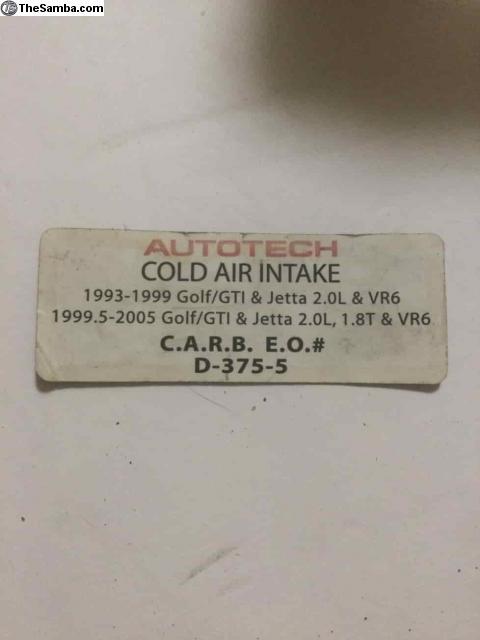 TheSamba.com
AUTOTECH
COLD AIR INTAKE
1993-1999 Golf/GTI & Jetta 2.0L & VR6
1999.5-2005 Golf/GTI & Jetta 2.0L, 1.8T & VR6
C.A.R.B. E.O.#
D-375-5